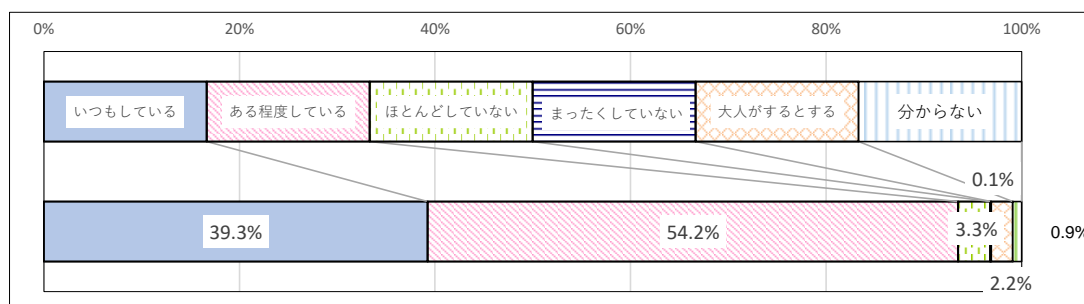 0% 20% 40% 60% 80% 100%
いつもしている ある程度している ほとんどしていない まったくしていない 大人がするとする 分からない
0.1%
39.3% 54.2% 3.3% 0.9%
2.2%